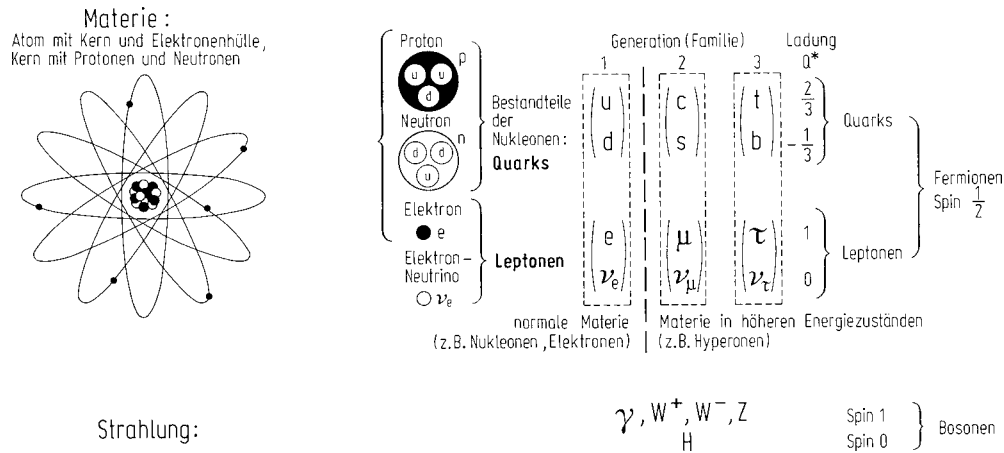 Materie :
Atom mit Kern und Elektronenhülle,
Kern mit Protonen und Neutronen
Proton
p
u u
d
Neutron
n
d d
u
Bestandteile
der
Nukleonen :
Quarks
Elektron
e
Elektron–
Neutrino
νe
Leptonen
Generation (Familie)
1 2 3
Ladung
Q*
u c t 2/3
d s b -1/3
Quarks
e μ τ 1
νe νμ ντ 0
Leptonen
Fermionen
Spin 1/2
normale Materie
(z.B. Nukleonen , Elektronen)
Materie in höheren Energiezuständen
(z.B. Hyperonen)
Strahlung:
γ , W+ , W− , Z
H
Spin 1
Spin 0
Bosonen